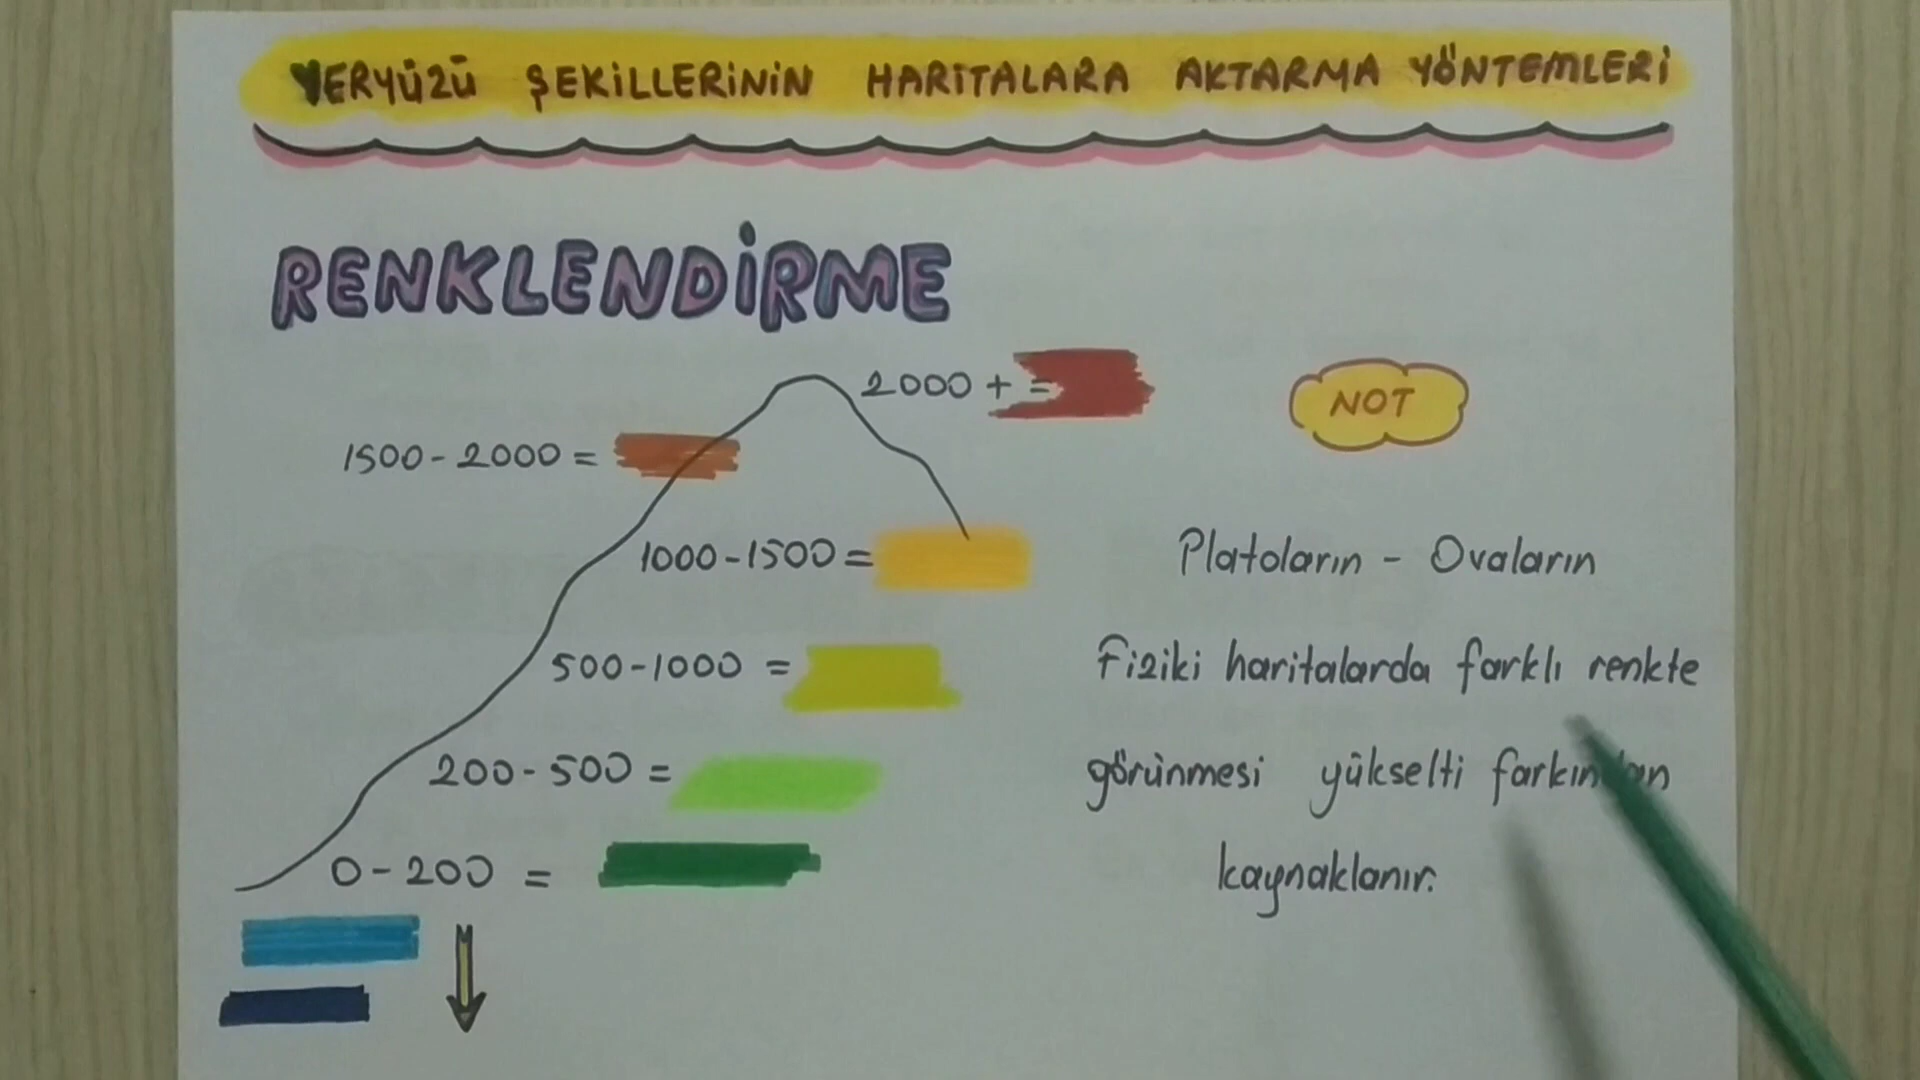 YERYÜZÜ ŞEKİLLERİNİN HARİTALARA AKTARMA YÖNTEMLERİ
RENKLENDİRME
2000 + =
1500 - 2000 =
1000 - 1500 =
500 - 1000 =
200 - 500 =
0 - 200 =
NOT
Platoların - Ovaların
Fiziki haritalarda farklı renkte
görünmesi yükselti farkından
kaynaklanır.